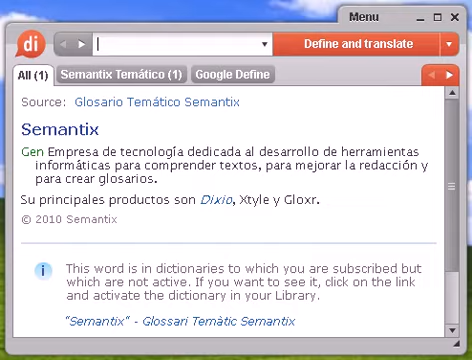 Menu
di
Define and translate
All (1)
Semantix Temático (1)
Google Define
Source: Glosario Temático Semantix
Semantix
Gen Empresa de tecnología dedicada al desarrollo de herramientas
informáticas para comprender textos, para mejorar la redacción y
para crear glosarios.
Su principales productos son Dixio, Xtyle y Gloxr.
© 2010 Semantix
i
This word is in dictionaries to which you are subscribed but
which are not active. If you want to see it, click on the link
and activate the dictionary in your Library.
"Semantix" - Glossari Temàtic Semantix